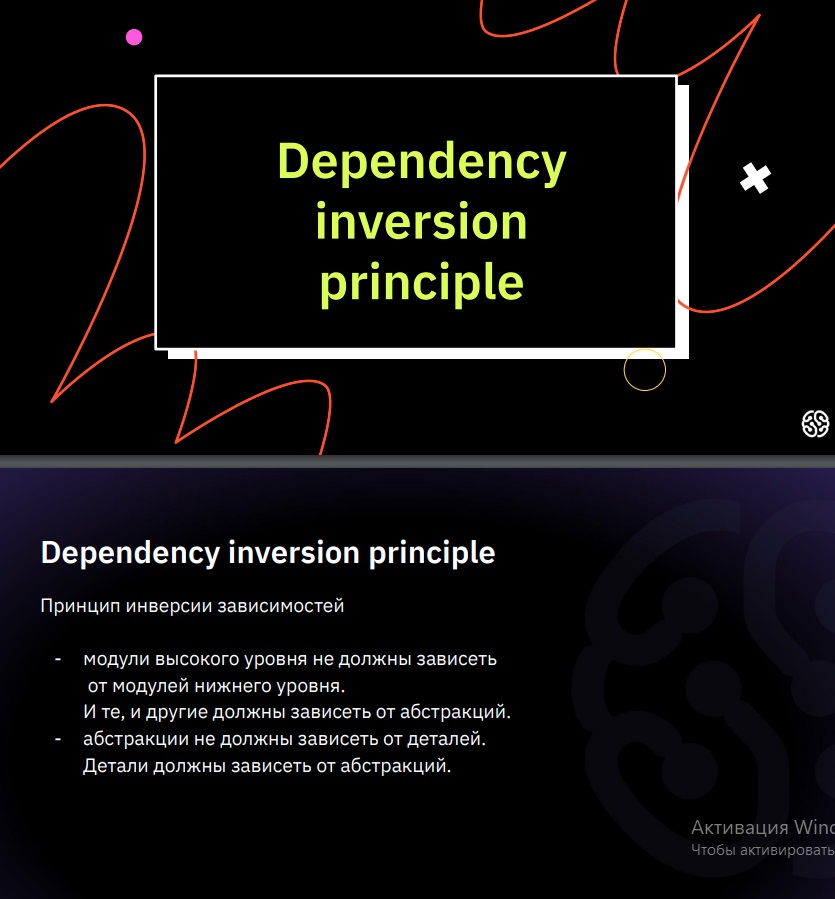 Dependency
inversion
principle
Dependency inversion principle
Принцип инверсии зависимостей
- модули высокого уровня не должны зависеть
от модулей нижнего уровня.
И те, и другие должны зависеть от абстракций.
- абстракции не должны зависеть от деталей.
Детали должны зависеть от абстракций.
Активация
Чтобы активировать